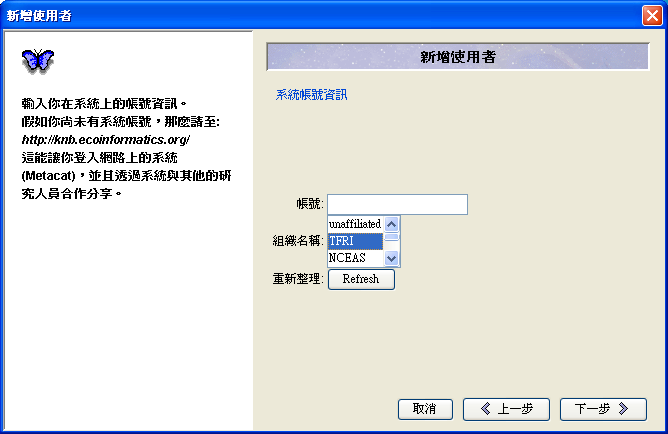 新增使用者
新增使用者
輸入你在系統上的帳號資訊。
假如你尚未有系統帳號，那麼請至:
http://knb.ecoinformatics.org/
這能讓你登入網路上的系統
(Metacat)，並且透過系統與其他的研
究人員合作分享。
系統帳號資訊
帳號:
組織名稱:
unaffiliated
TFRI
NCEAS
重新整理:
Refresh
取消
上一步
下一步